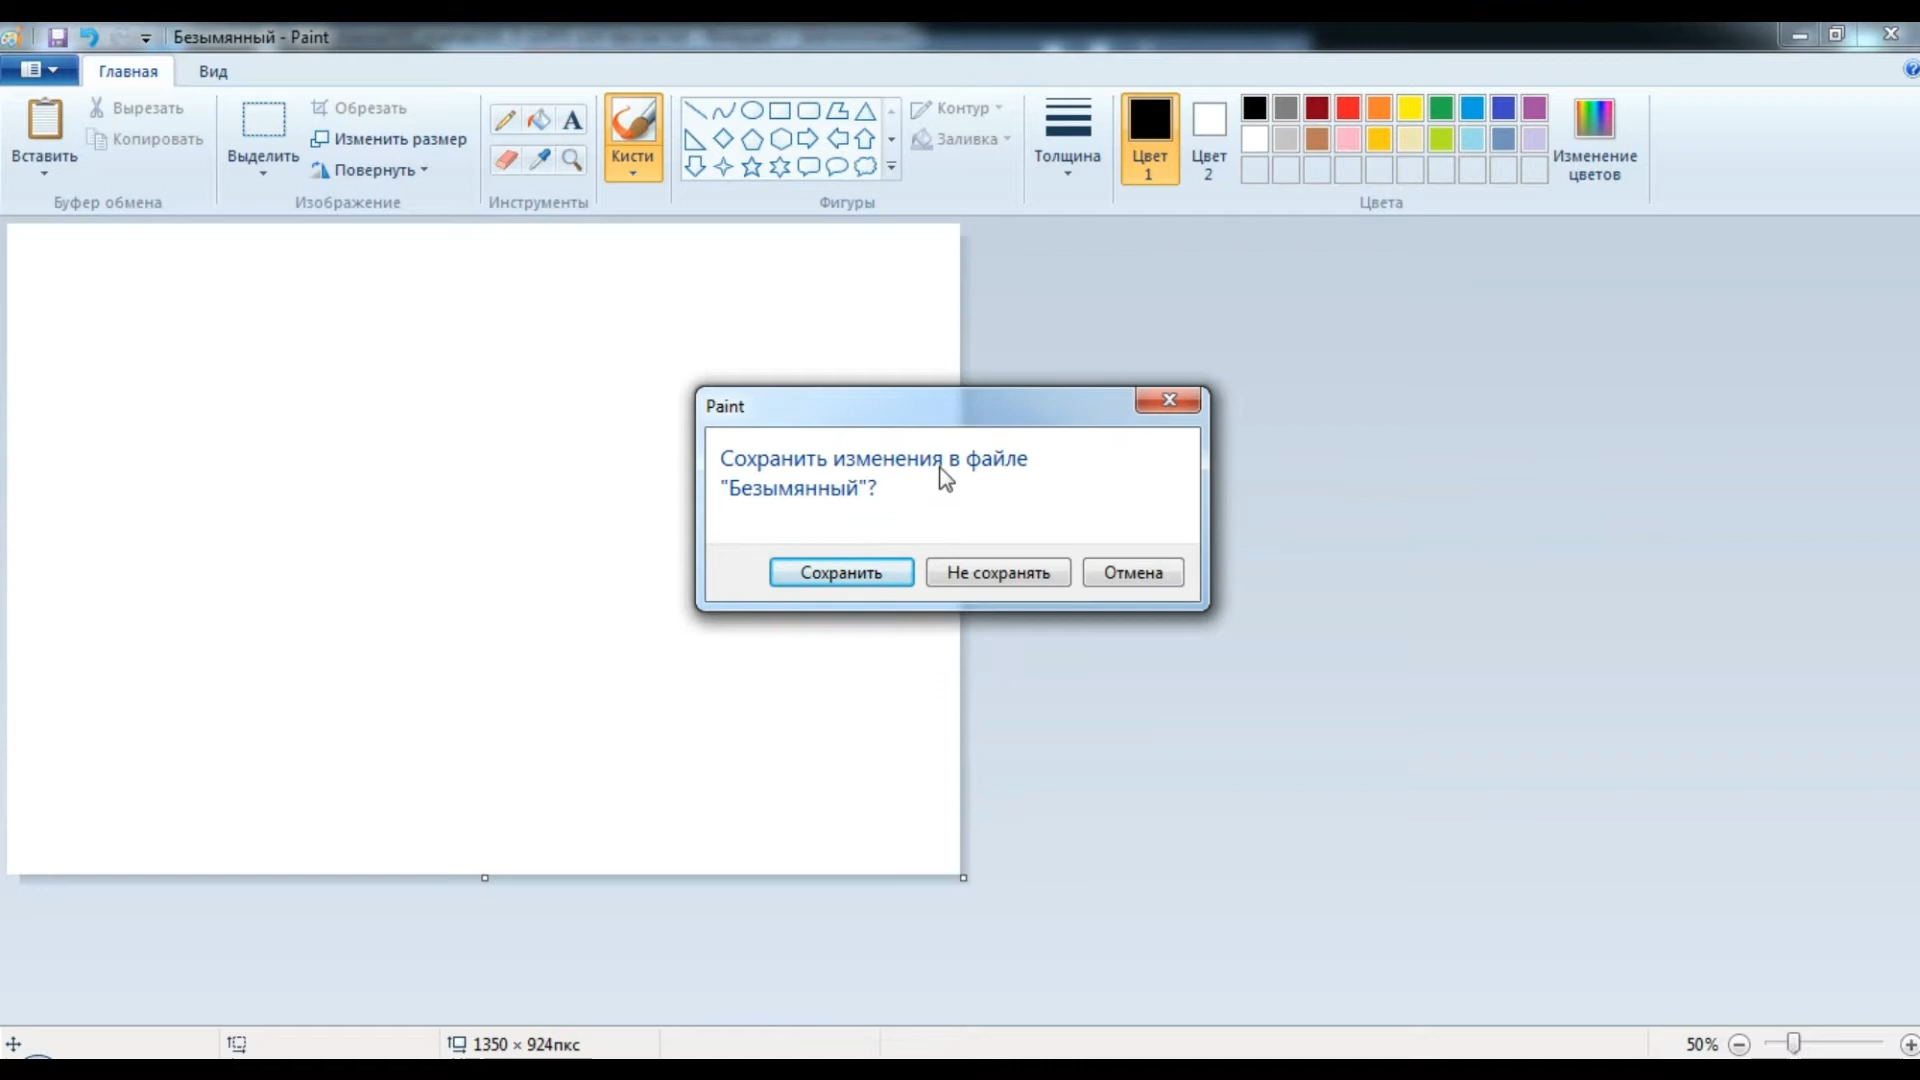 Безымянный - Paint
Главная
Вид
Вставить
Вырезать
Копировать
Буфер обмена
Выделить
Обрезать
Изменить размер
Повернуть
Изображение
A
Инструменты
Кисти
Контур
Заливка
Фигуры
Толщина
Цвет
1
Цвет
2
Изменение
цветов
Цвета
Paint
Сохранить изменения в файле
"Безымянный"?
Сохранить
Не сохранять
Отмена
1350 × 924пкс
50%